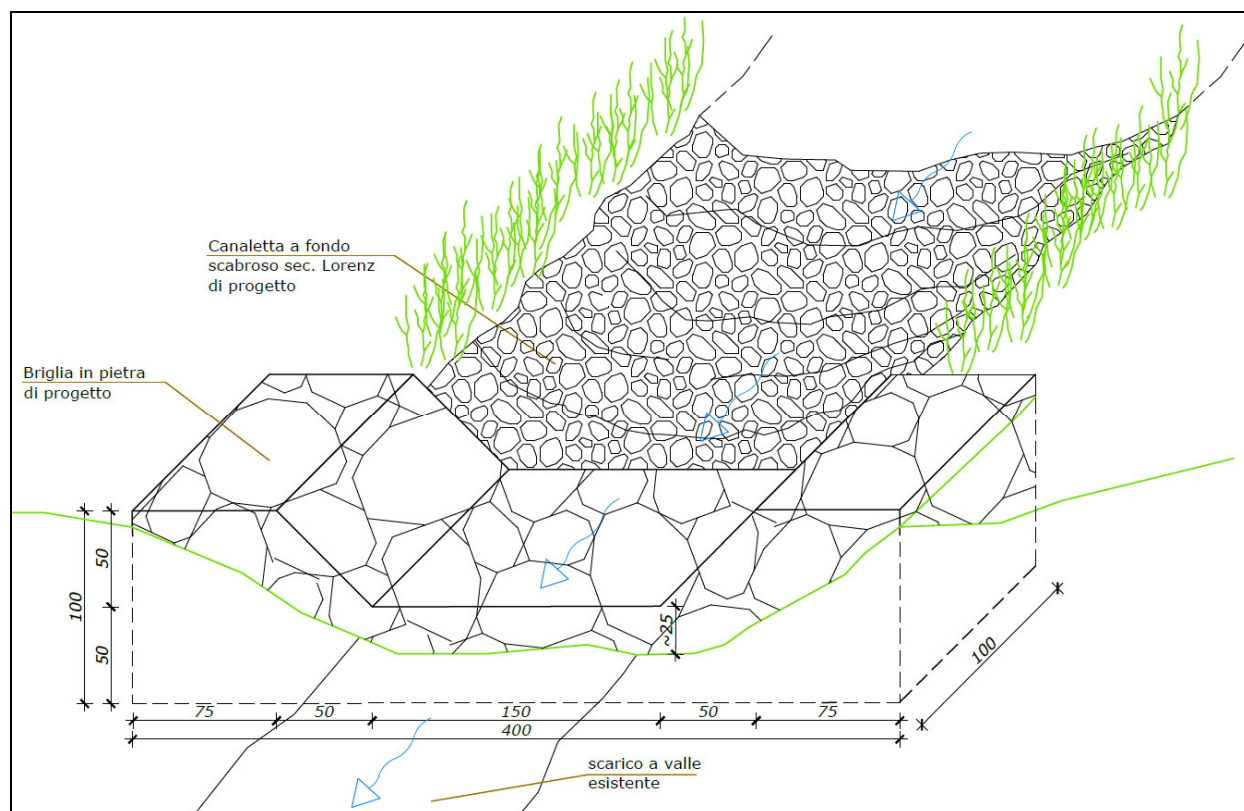 Canaletta a fondo
scabroso sec. Lorenz
di progetto
Briglia in pietra
di progetto
100
50
50
~25
100
75
50
150
50
75
400
scarico a valle
esistente